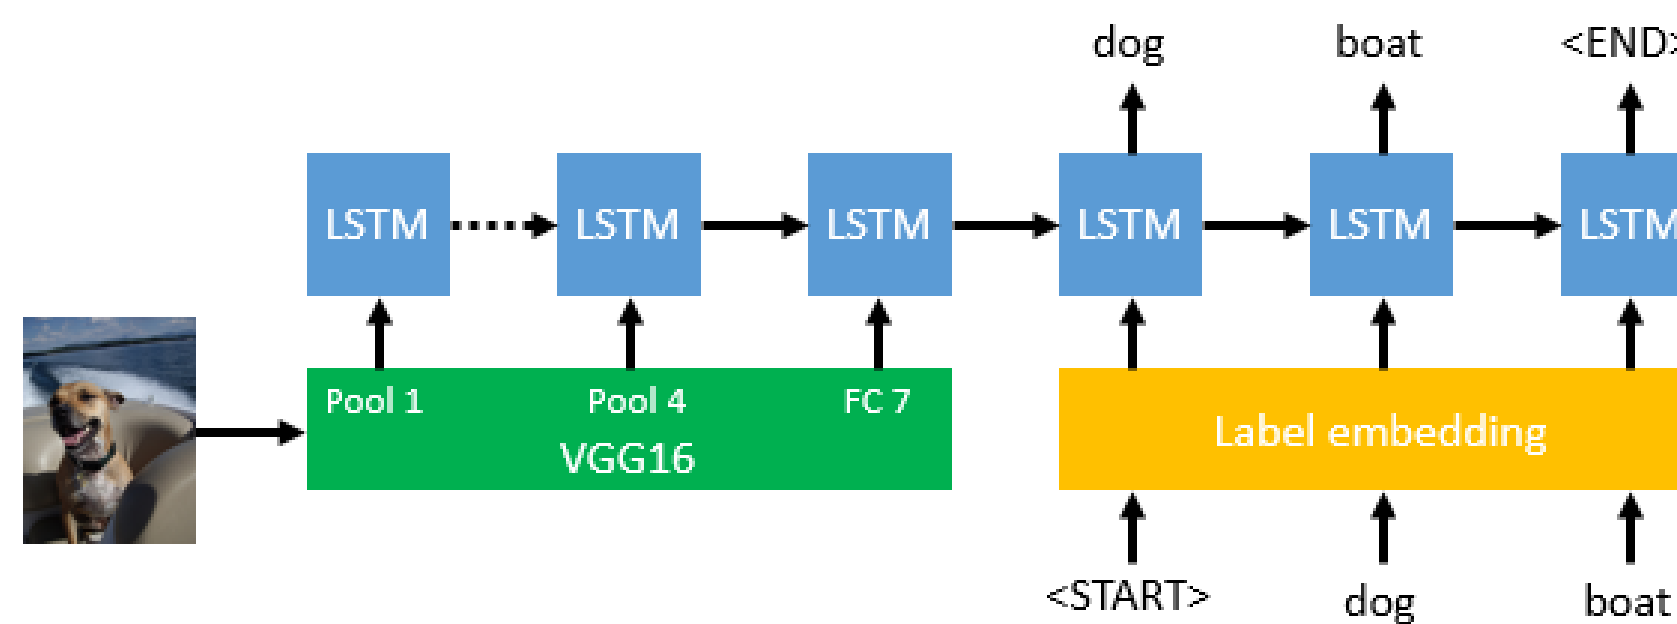 dog boat <END>
LSTM LSTM LSTM LSTM LSTM LSTM
Pool 1 Pool 4 FC 7
VGG16
Label embedding
<START> dog boat